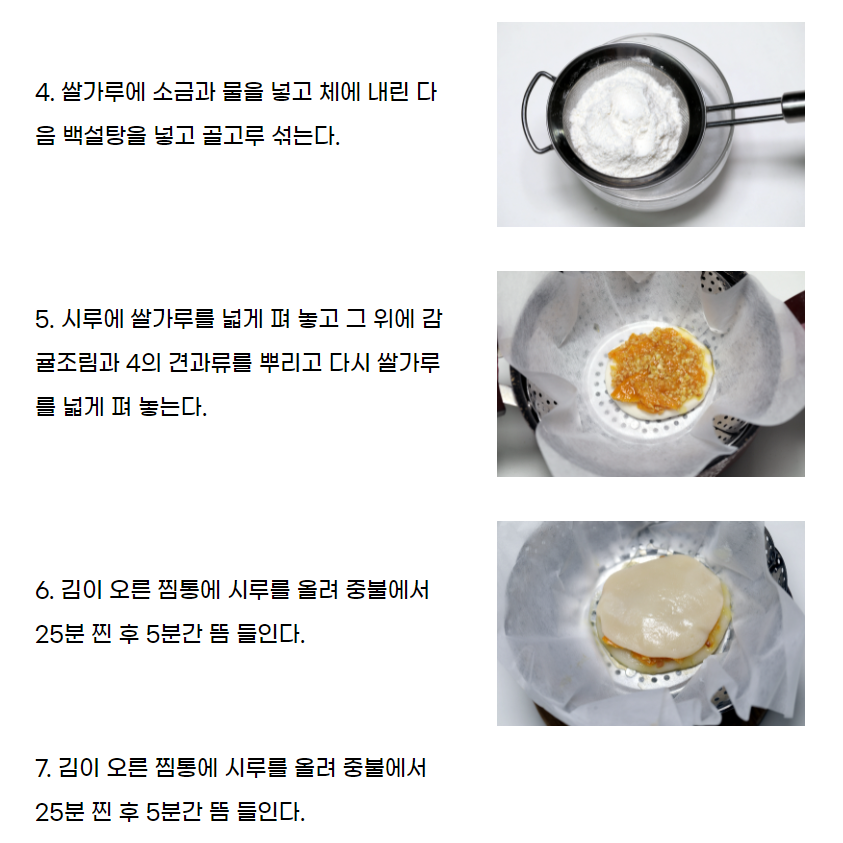 4. 쌀가루에 소금과 물을 넣고 체에 내린 다
음 백설탕을 넣고 골고루 섞는다.
5. 시루에 쌀가루를 넓게 펴 놓고 그 위에 감
귤조림과 4의 견과류를 뿌리고 다시 쌀가루
를 넓게 펴 놓는다.
6. 김이 오른 찜통에 시루를 올려 중불에서
25분 찐 후 5분간 뜸 들인다.
7. 김이 오른 찜통에 시루를 올려 중불에서
25분 찐 후 5분간 뜸 들인다.